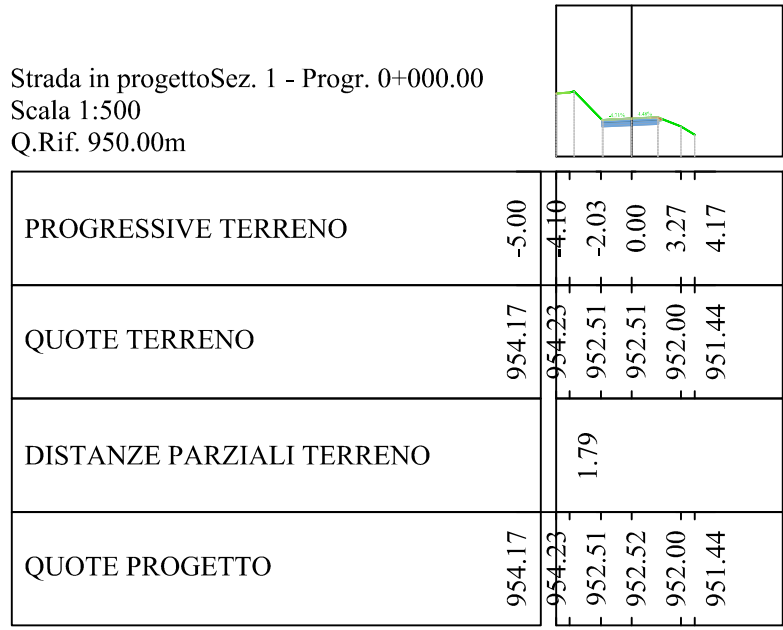 Strada in progettoSez. 1 - Progr. 0+000.00
Scala 1:500
Q.Rif. 950.00m
PROGRESSIVE TERRENO -5.00 -4.10 -2.03 0.00 3.27 4.17
QUOTE TERRENO 954.17 954.23 952.51 952.51 952.00 951.44
DISTANZE PARZIALI TERRENO 1.79
QUOTE PROGETTO 954.17 954.23 952.51 952.52 952.00 951.44